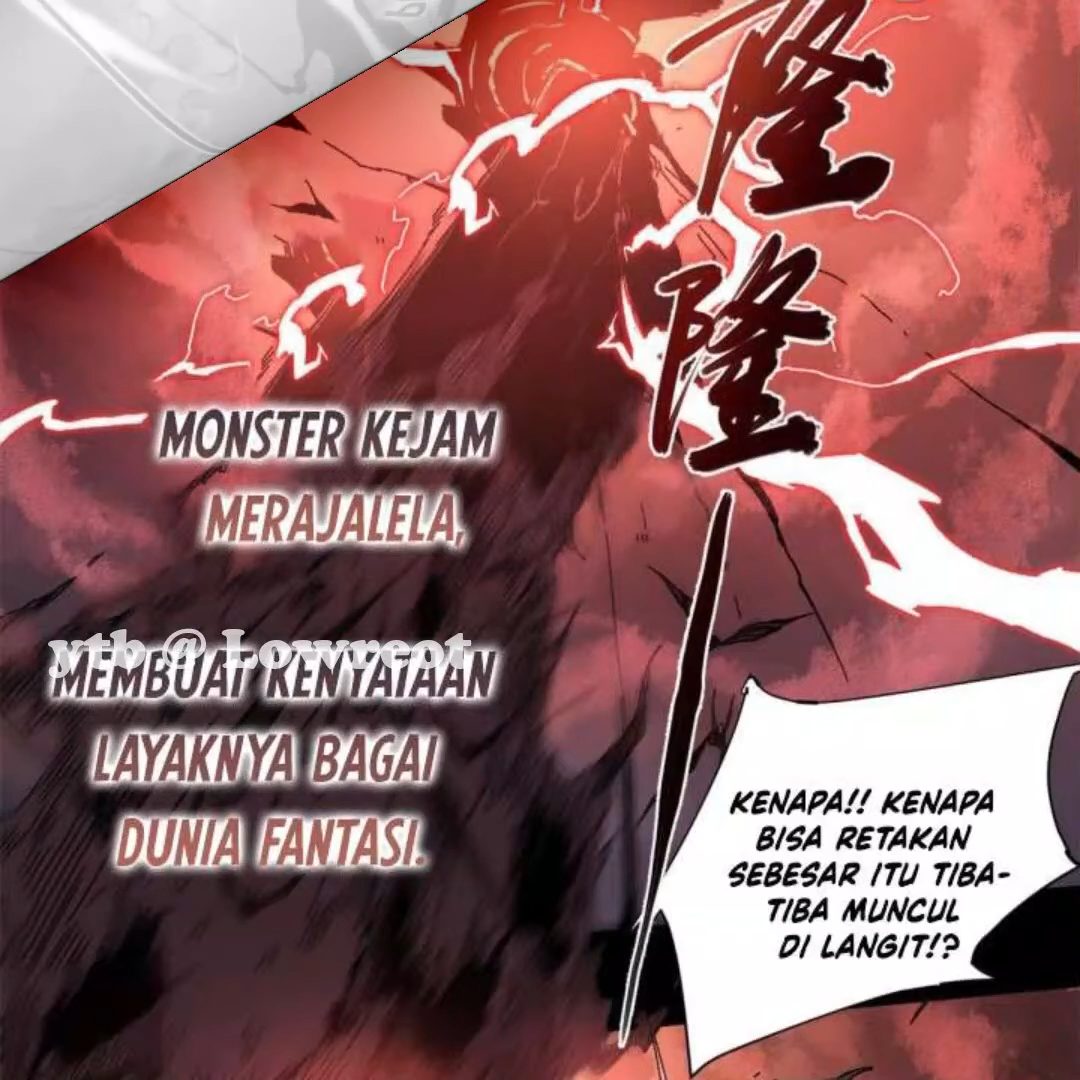 隆
隆
MONSTER KEJAM
MERAJALELA,
ytb @ Lowreot
MEMBUAT KENYATAAN
LAYAKNYA BAGAI
DUNIA FANTASI.
KENAPA!! KENAPA
BISA RETAKAN
SEBESAR ITU TIBA-
TIBA MUNCUL
DI LANGIT!?